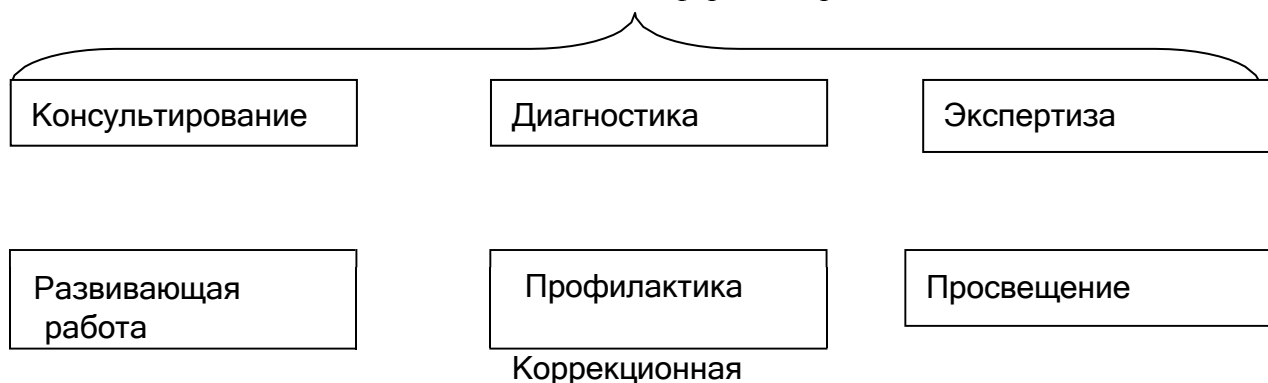 Консультирование
Диагностика
Экспертиза
Развивающая
работа
Профилактика
Просвещение
Коррекционная